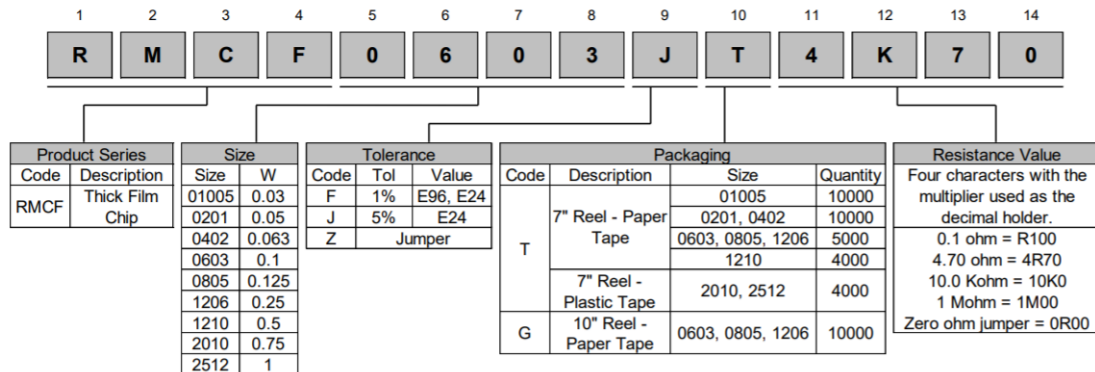 1 2 3 4 5 6 7 8 9 10 11 12 13 14
R M C F 0 6 0 3 J T 4 K 7 0
Product Series
Code Description
RMCF Thick Film Chip
Size
Size W
01005 0.03
0201 0.05
0402 0.063
0603 0.1
0805 0.125
1206 0.25
1210 0.5
2010 0.75
2512 1
Tolerance
Code Tol Value
F 1% E96, E24
J 5% E24
Z Jumper
Packaging
Code Description Size Quantity
T 7" Reel - Paper Tape 01005 10000
0201, 0402 10000
0603, 0805, 1206 5000
1210 4000
7" Reel - Plastic Tape 2010, 2512 4000
G 10" Reel - Paper Tape 0603, 0805, 1206 10000
Resistance Value
Four characters with the
multiplier used as the
decimal holder.
0.1 ohm = R100
4.70 ohm = 4R70
10.0 Kohm = 10K0
1 Mohm = 1M00
Zero ohm jumper = 0R00